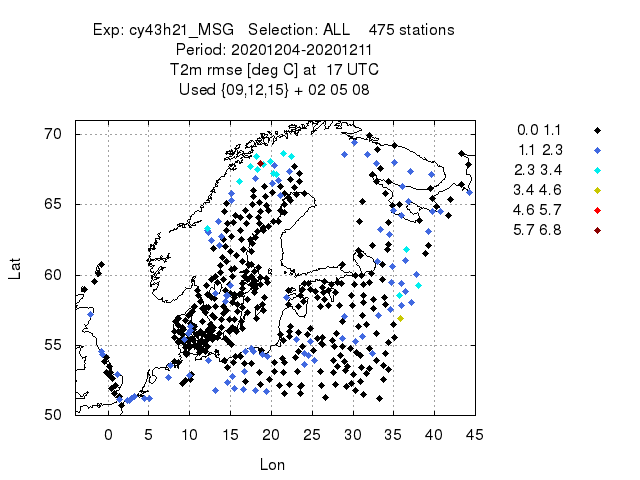 Exp: cy43h21_MSG Selection: ALL 475 stations
Period: 20201204-20201211
T2m rmse [deg C] at 17 UTC
Used {09,12,15} + 02 05 08
70
65
60
55
50
Lat
0 5 10 15 20 25 30 35 40 45
Lon
0.0 1.1
1.1 2.3
2.3 3.4
3.4 4.6
4.6 5.7
5.7 6.8